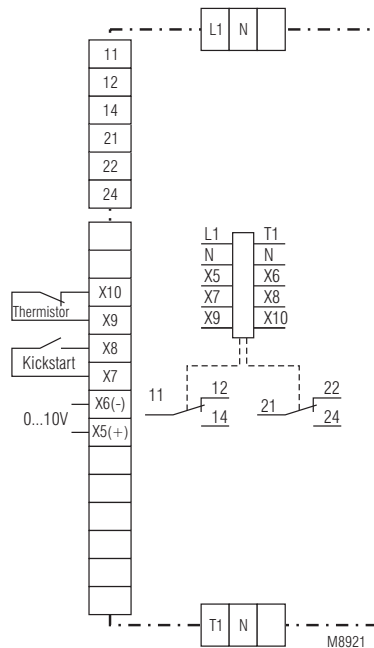 L1 N
11
12
14
21
22
24
L1 T1
N N
X5 X6
X7 X8
X9 X10
X10
Thermistor
X9
X8
Kickstart
X7
X6(-)
0...10V
X5(+)
11 12 14
21 22 24
T1 N
M8921